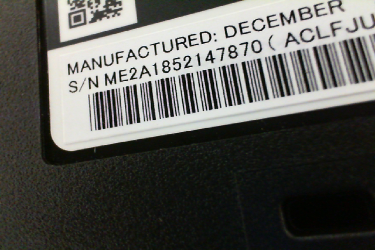 MANUFACTURED: DECEMBER
S/N ME2A1852147870 ( ACLFJU